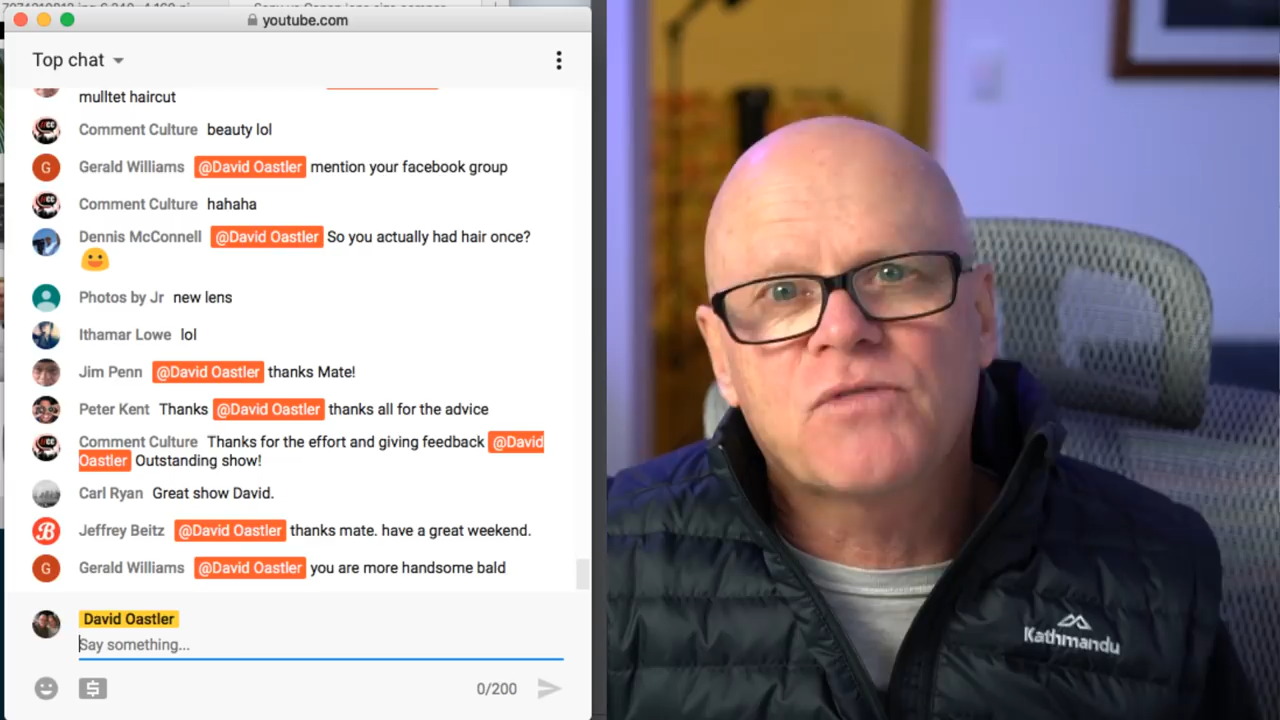 youtube.com
Top chat
mulltet haircut
Comment Culture beauty lol
Gerald Williams @David Oastler mention your facebook group
Comment Culture hahaha
Dennis McConnell @David Oastler So you actually had hair once?
Photos by Jr new lens
Ithamar Lowe lol
Jim Penn @David Oastler thanks Mate!
Peter Kent Thanks @David Oastler thanks all for the advice
Comment Culture Thanks for the effort and giving feedback @David
Oastler Outstanding show!
Carl Ryan Great show David.
Jeffrey Beitz @David Oastler thanks mate. have a great weekend.
G Gerald Williams @David Oastler you are more handsome bald
David Oastler
Say something...
0/200
Kathmandu